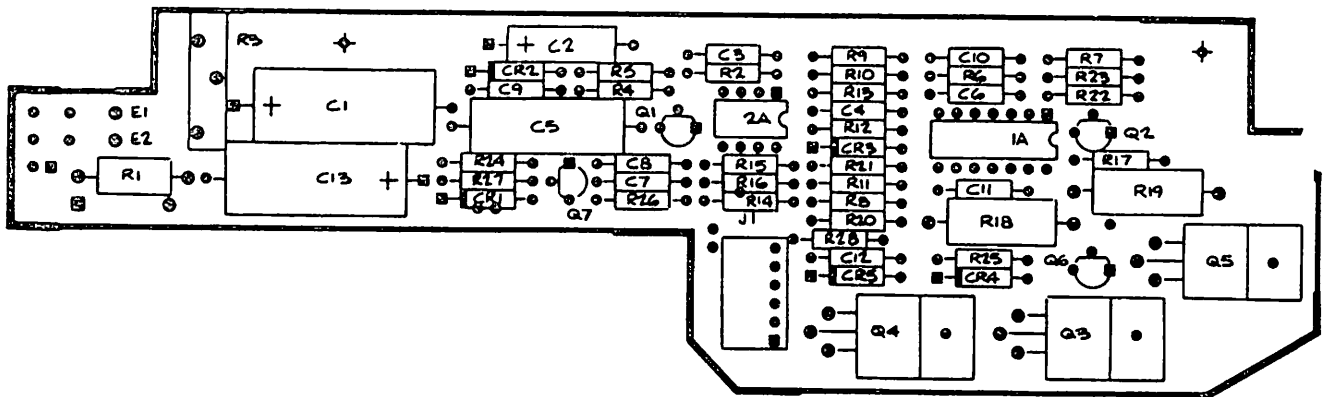 R3
C2
C3
R9
C10
R7
CR2
R5
R2
R10
R6
R23
C9
R4
R13
C6
R22
C1
+
+
E1
Q1
2A
C4
C5
R12
1A
Q2
E2
CR3
R1
C13
+
R24
C8
R15
R21
R17
R27
C7
R16
R11
C11
R19
CR1
R26
R14
R8
Q7
J1
R20
R18
R28
C12
R25
Q6
Q5
CR5
CR4
Q4
Q3